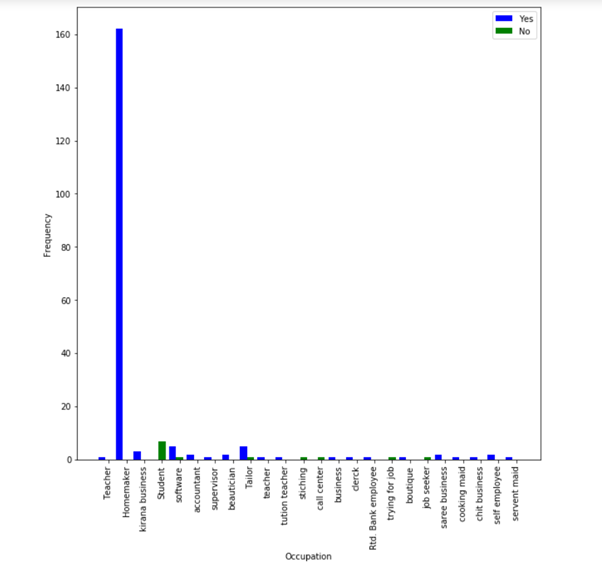 Yes
No
160
140
120
100
80
60
40
20
0
Frequency
Teacher
Homemaker
kirana business
Student
software
accountant
supervisor
beautician
Tailor
teacher
tution teacher
stiching
call center
business
clerck
Rtd. Bank employee
trying for job
boutique
job seeker
saree business
cooking maid
chit business
self employee
servent maid
Occupation